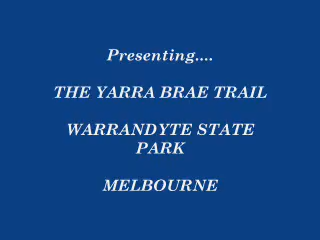 Presenting....
THE YARRA BRAE TRAIL
WARRANDYTE STATE
PARK
MELBOURNE